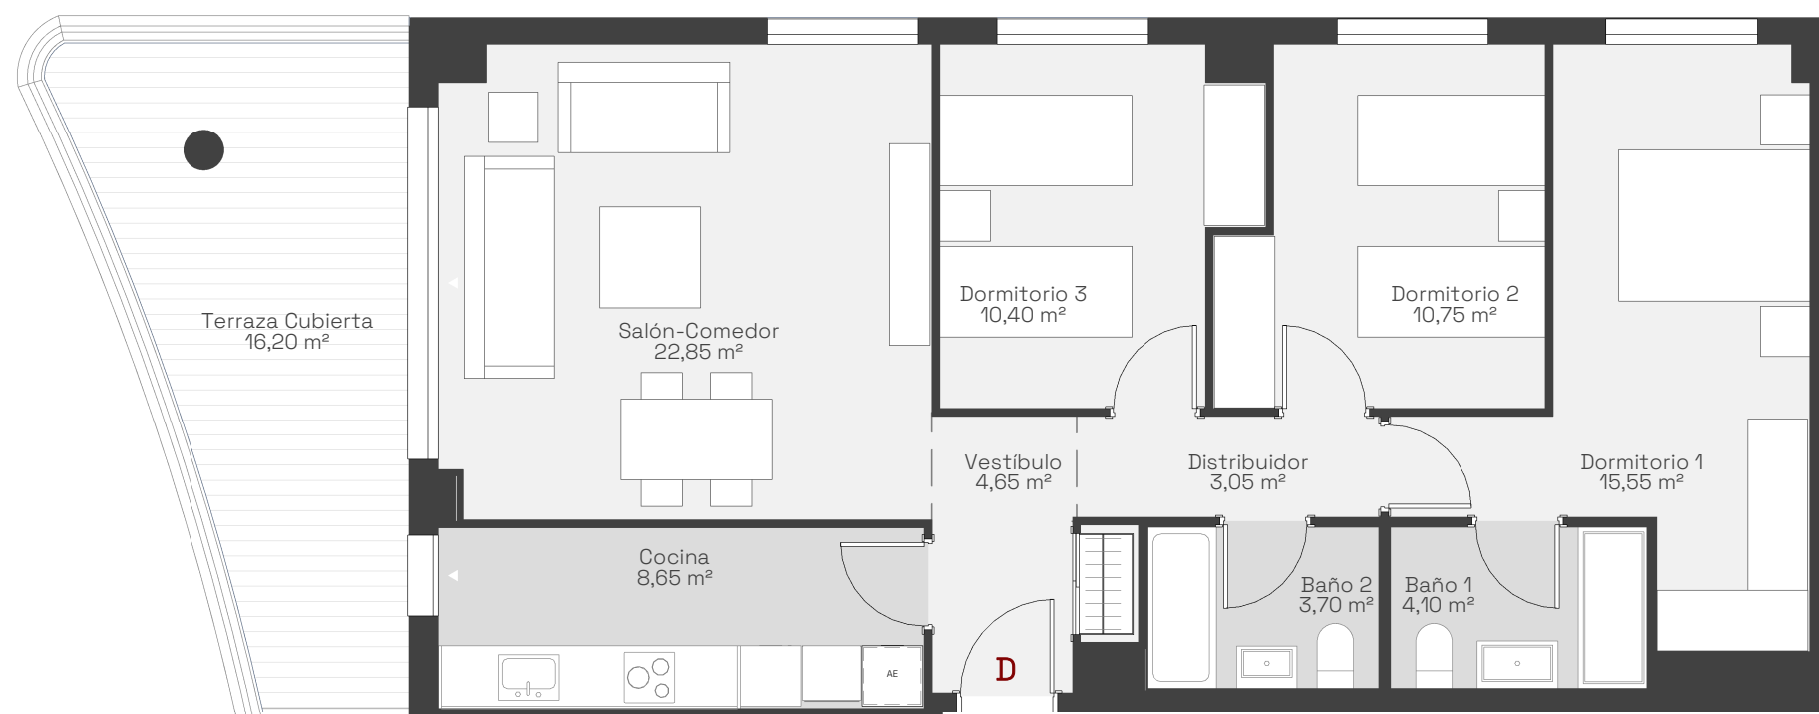 Dormitorio 3
10,40 m²
Dormitorio 2
10,75 m²
Terraza Cubierta
16,20 m²
Salón-Comedor
22,85 m²
Vestíbulo
4,65 m²
Distribuidor
3,05 m²
Dormitorio 1
15,55 m²
Cocina
8,65 m²
Baño 2
3,70 m²
Baño 1
4,10 m²
D
AE